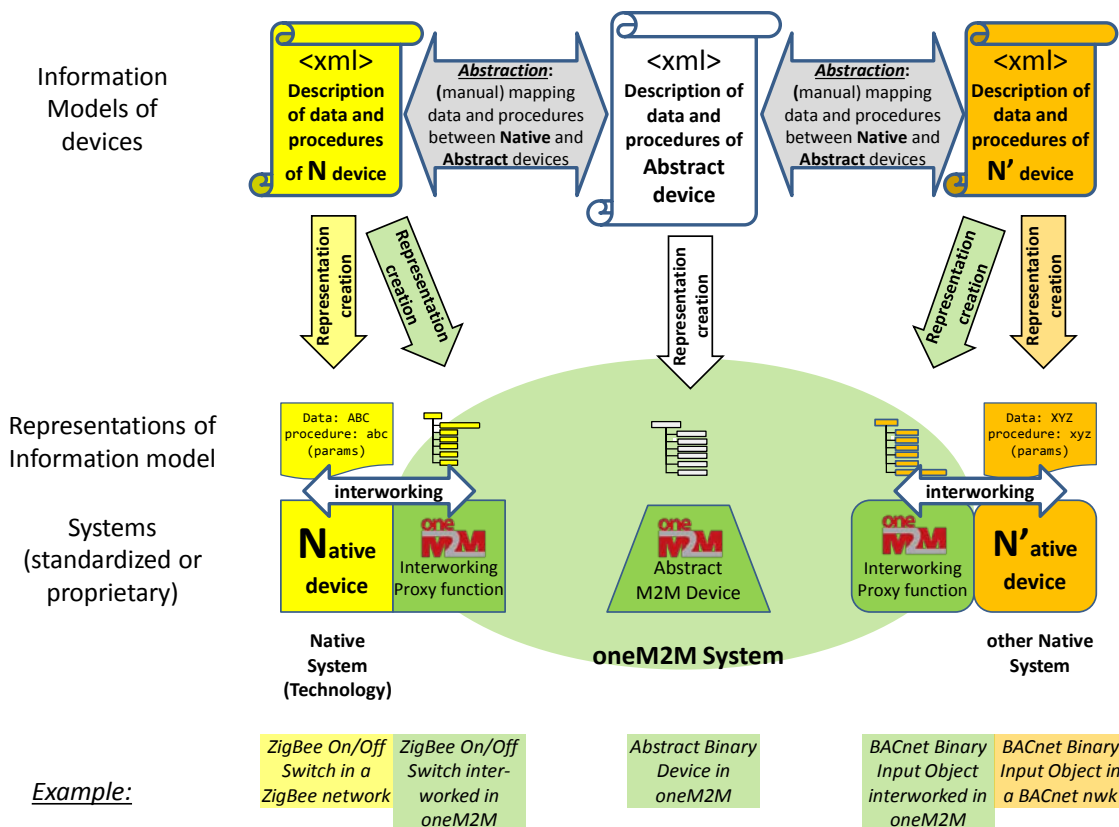 Information
Models of
devices
<xml>
Description
of data and
procedures
of N device
Abstraction:
(manual) mapping
data and procedures
between Native and
Abstract devices
<xml>
Description of
data and
procedures of
Abstract
device
Abstraction:
(manual) mapping
data and procedures
between Native and
Abstract devices
<xml>
Description of
data and
procedures of
N' device
Representation
creation
Representation
creation
Representation
creation
Representation
creation
Representation
creation
Representations of
Information model
Data: ABC
procedure: abc
(params)
Data: XYZ
procedure: xyz
(params)
interworking
interworking
Systems
(standardized or
proprietary)
Native
device
one
M2M
Interworking
Proxy function
one
M2M
Abstract
M2M Device
one
M2M
Interworking
Proxy function
N'ative
device
Native
System
(Technology)
oneM2M System
other Native
System
Example:
ZigBee On/Off
Switch in a
ZigBee network
ZigBee On/Off
Switch inter-
worked in
oneM2M
Abstract Binary
Device in
oneM2M
BACnet Binary
Input Object
interworked in
oneM2M
BACnet Binary
Input Object in
a BACnet nwk